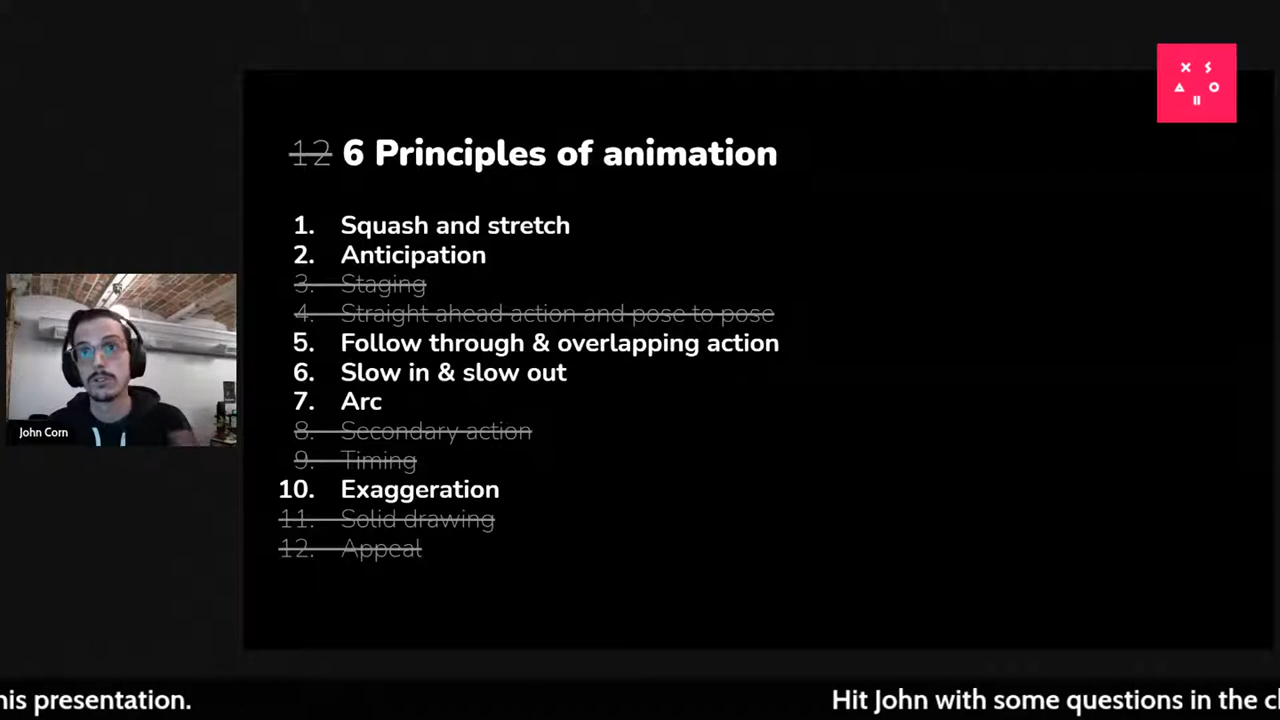 12 6 Principles of animation
1. Squash and stretch
2. Anticipation
3. Staging
4. Straight ahead action and pose to pose
5. Follow through & overlapping action
6. Slow in & slow out
7. Arc
8. Secondary action
9. Timing
10. Exaggeration
11. Solid drawing
12. Appeal
John Corn
presentation. Hit John with some questions in the